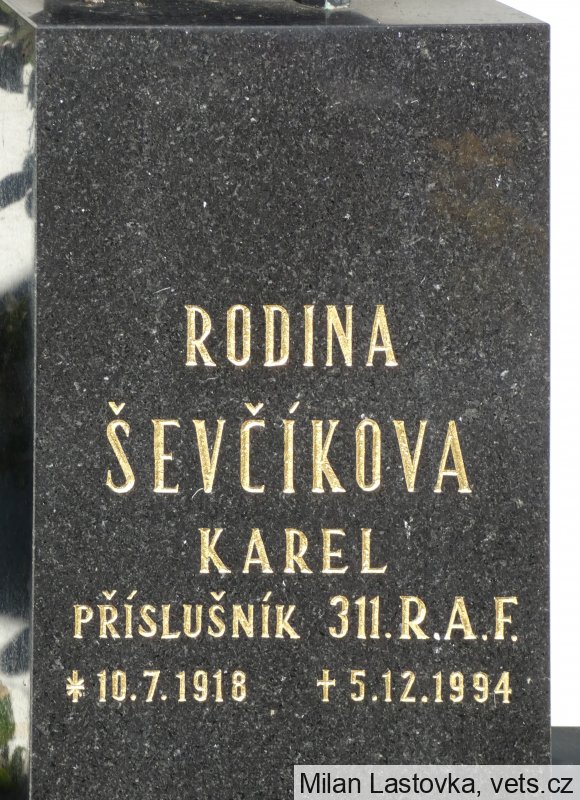 RODINA
ŠEVČÍKOVA
KAREL
PŘÍSLUŠNÍK 311.R.A.F.
* 10.7.1918 ✝ 5.12.1994
Milan Lastovka, vets.cz